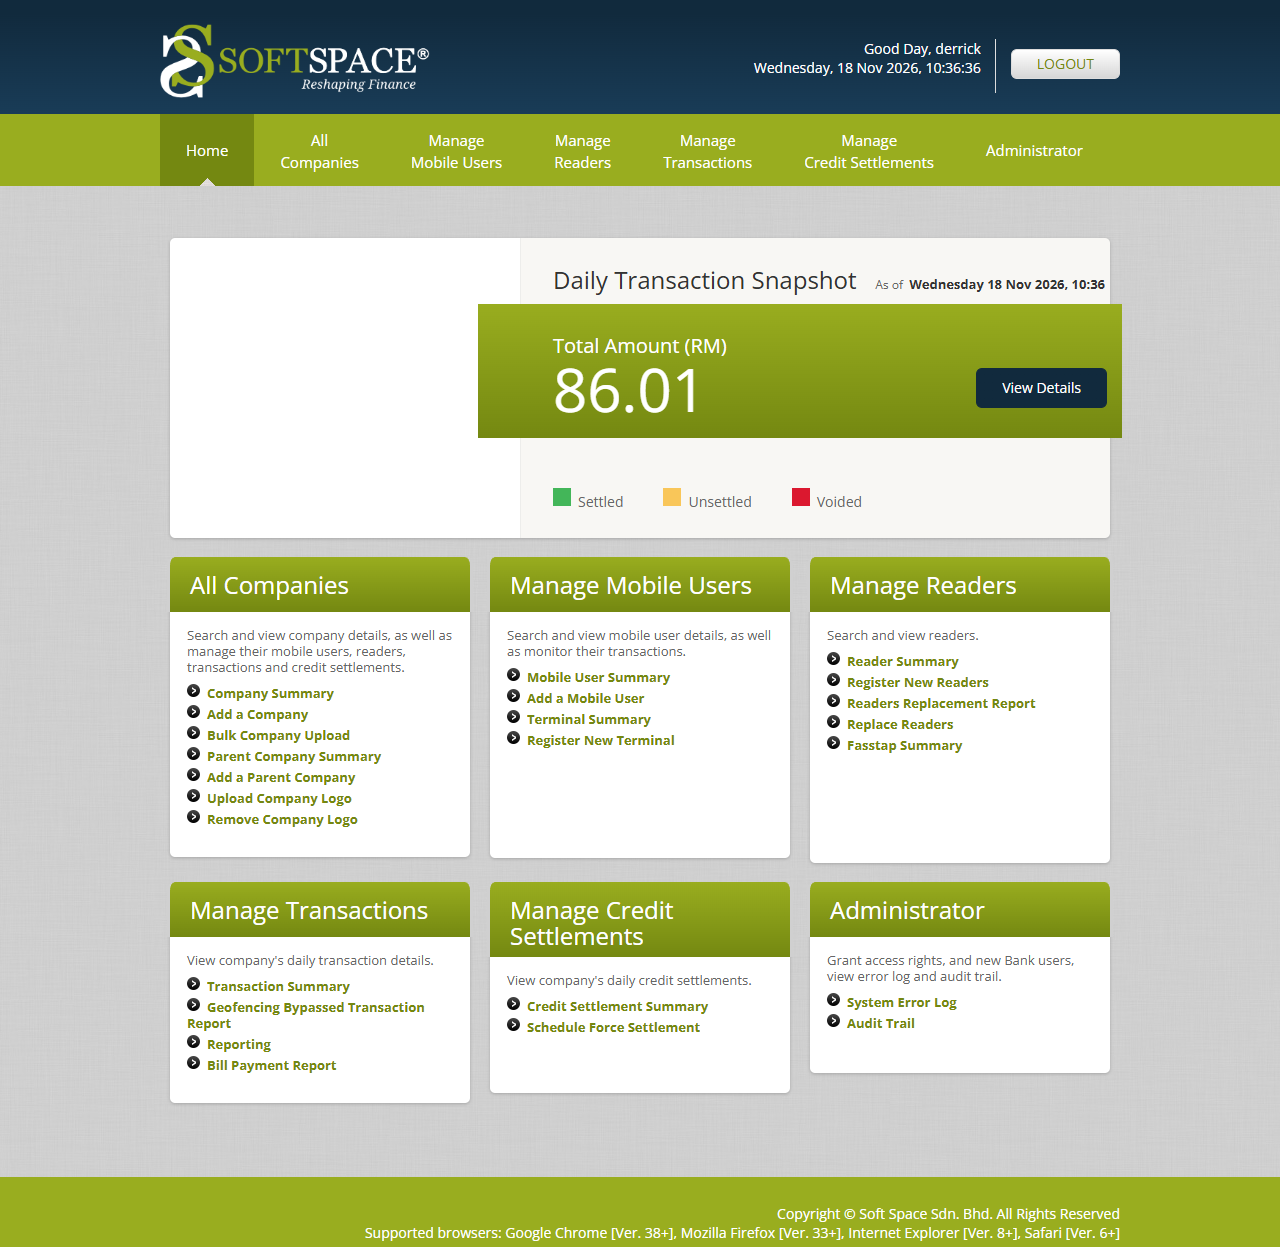 SOFTSPACE®
Reshaping Finance
Good Day, derrick
Wednesday, 18 Nov 2026, 10:36:36
LOGOUT
Home
All
Companies
Manage
Mobile Users
Manage
Readers
Manage
Transactions
Manage
Credit Settlements
Administrator
Daily Transaction Snapshot
As of Wednesday 18 Nov 2026, 10:36
Total Amount (RM)
86.01
View Details
Settled
Unsettled
Voided
All Companies
Search and view company details, as well as
manage their mobile users, readers,
transactions and credit settlements.
Company Summary
Add a Company
Bulk Company Upload
Parent Company Summary
Add a Parent Company
Upload Company Logo
Remove Company Logo
Manage Mobile Users
Search and view mobile user details, as well
as monitor their transactions.
Mobile User Summary
Add a Mobile User
Terminal Summary
Register New Terminal
Manage Readers
Search and view readers.
Reader Summary
Register New Readers
Readers Replacement Report
Replace Readers
Fasstap Summary
Manage Transactions
View company's daily transaction details.
Transaction Summary
Geofencing Bypassed Transaction
Report
Reporting
Bill Payment Report
Manage Credit
Settlements
View company's daily credit settlements.
Credit Settlement Summary
Schedule Force Settlement
Administrator
Grant access rights, and new Bank users,
view error log and audit trail.
System Error Log
Audit Trail
Copyright © Soft Space Sdn. Bhd. All Rights Reserved
Supported browsers: Google Chrome [Ver. 38+], Mozilla Firefox [Ver. 33+], Internet Explorer [Ver. 8+], Safari [Ver. 6+]